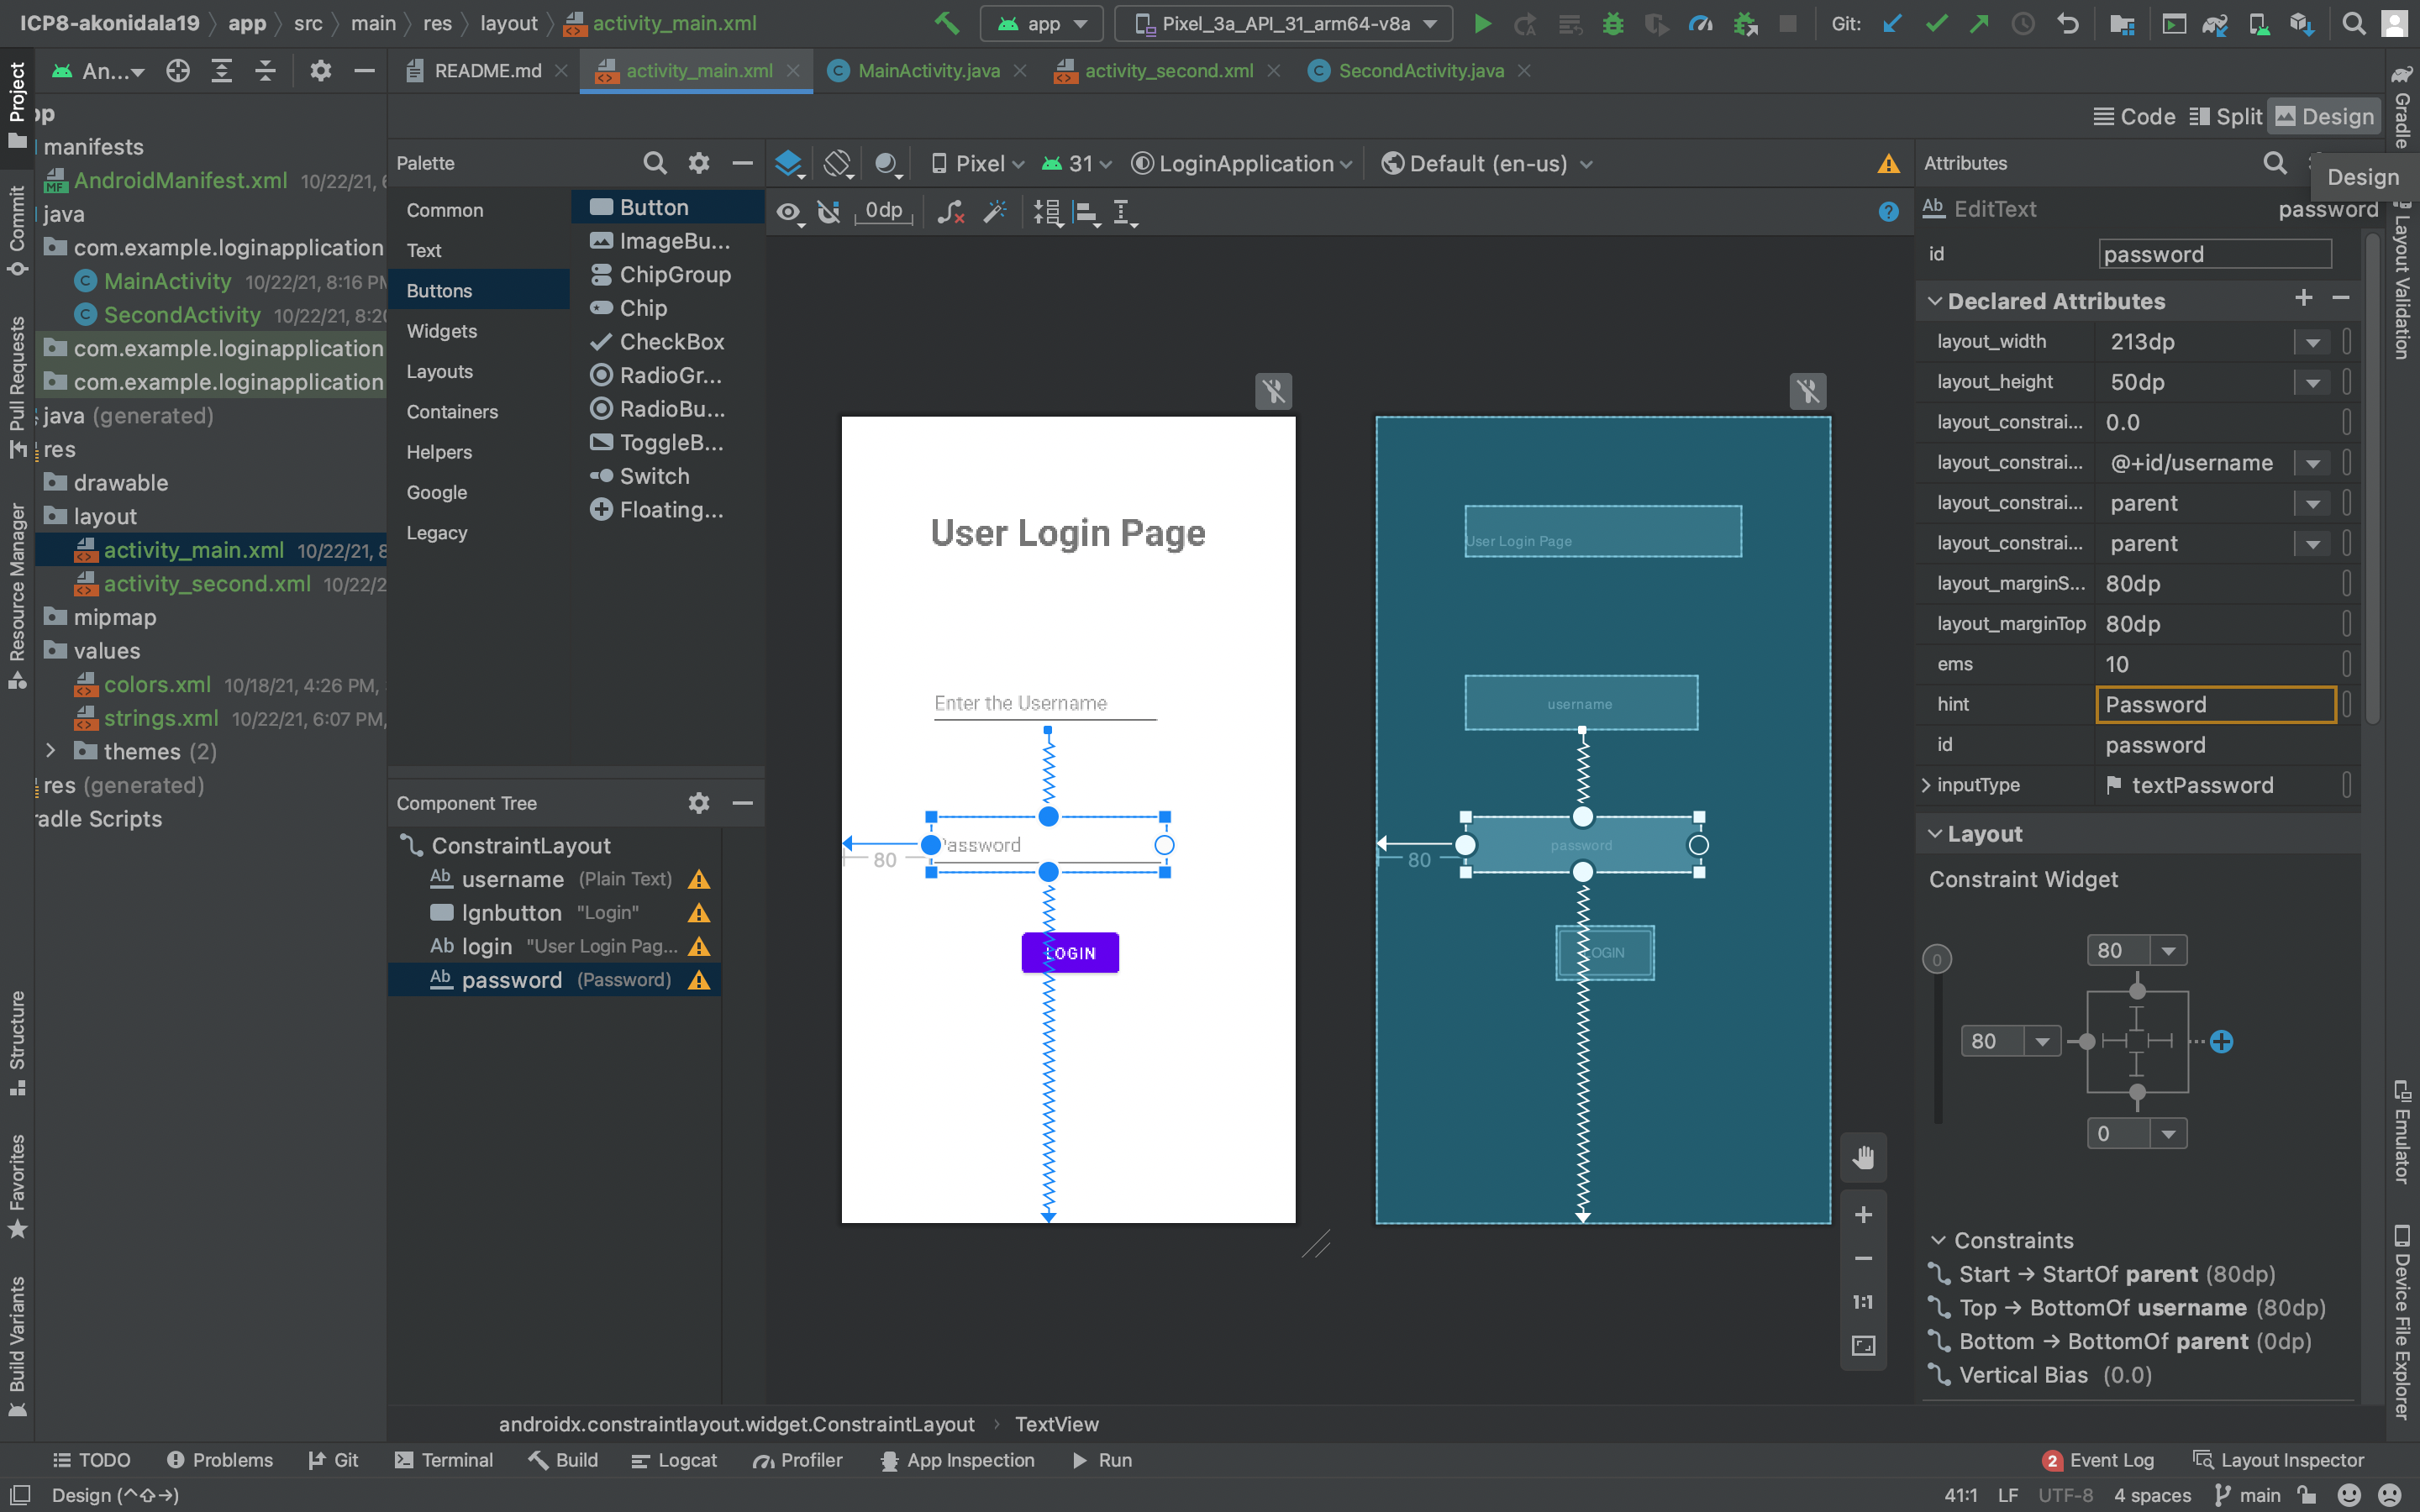 ICP8-akonidala19 app src main res layout activity_main.xml app Pixel_3a_API_31_arm64-v8a Git:
An... README.md activity_main.xml MainActivity.java activity_second.xml SecondActivity.java
Code Split Design
Design
Project
Commit
Pull Requests
Resource Manager
Structure
Favorites
Build Variants
manifests
MF AndroidManifest.xml 10/22/21,
java
com.example.loginapplication
C MainActivity 10/22/21, 8:16 PM
C SecondActivity 10/22/21, 8:20
com.example.loginapplication
com.example.loginapplication
java (generated)
res
drawable
layout
activity_main.xml 10/22/21, 8
activity_second.xml 10/22/2
mipmap
values
colors.xml 10/18/21, 4:26 PM,
strings.xml 10/22/21, 6:07 PM,
themes (2)
res (generated)
radle Scripts
Palette
Common
Text
Buttons
Widgets
Layouts
Containers
Helpers
Google
Legacy
Button
ImageBu...
ChipGroup
Chip
CheckBox
RadioGr...
RadioBu...
ToggleB...
Switch
Floating...
Component Tree
ConstraintLayout
Ab username (Plain Text)
lgnbutton "Login"
Ab login "User Login Pag...
Ab password (Password)
Pixel 31 LoginApplication Default (en-us)
0dp
User Login Page
Enter the Username
Password
80
LOGIN
User Login Page
username
password
80
LOGIN
1:1
Attributes
Ab EditText password
id password
Declared Attributes
layout_width 213dp
layout_height 50dp
layout_constrai... 0.0
layout_constrai... @+id/username
layout_constrai... parent
layout_constrai... parent
layout_marginS... 80dp
layout_marginTop 80dp
ems 10
hint Password
id password
inputType textPassword
Layout
Constraint Widget
0
80
80
0
Constraints
Start → StartOf parent (80dp)
Top → BottomOf username (80dp)
Bottom → BottomOf parent (0dp)
Vertical Bias (0.0)
Gradle
Layout Validation
Emulator
Device File Explorer
androidx.constraintlayout.widget.ConstraintLayout TextView
TODO Problems Git Terminal Build Logcat Profiler App Inspection Run 2 Event Log Layout Inspector
Design (^⇧→) 41:1 LF UTF-8 4 spaces main